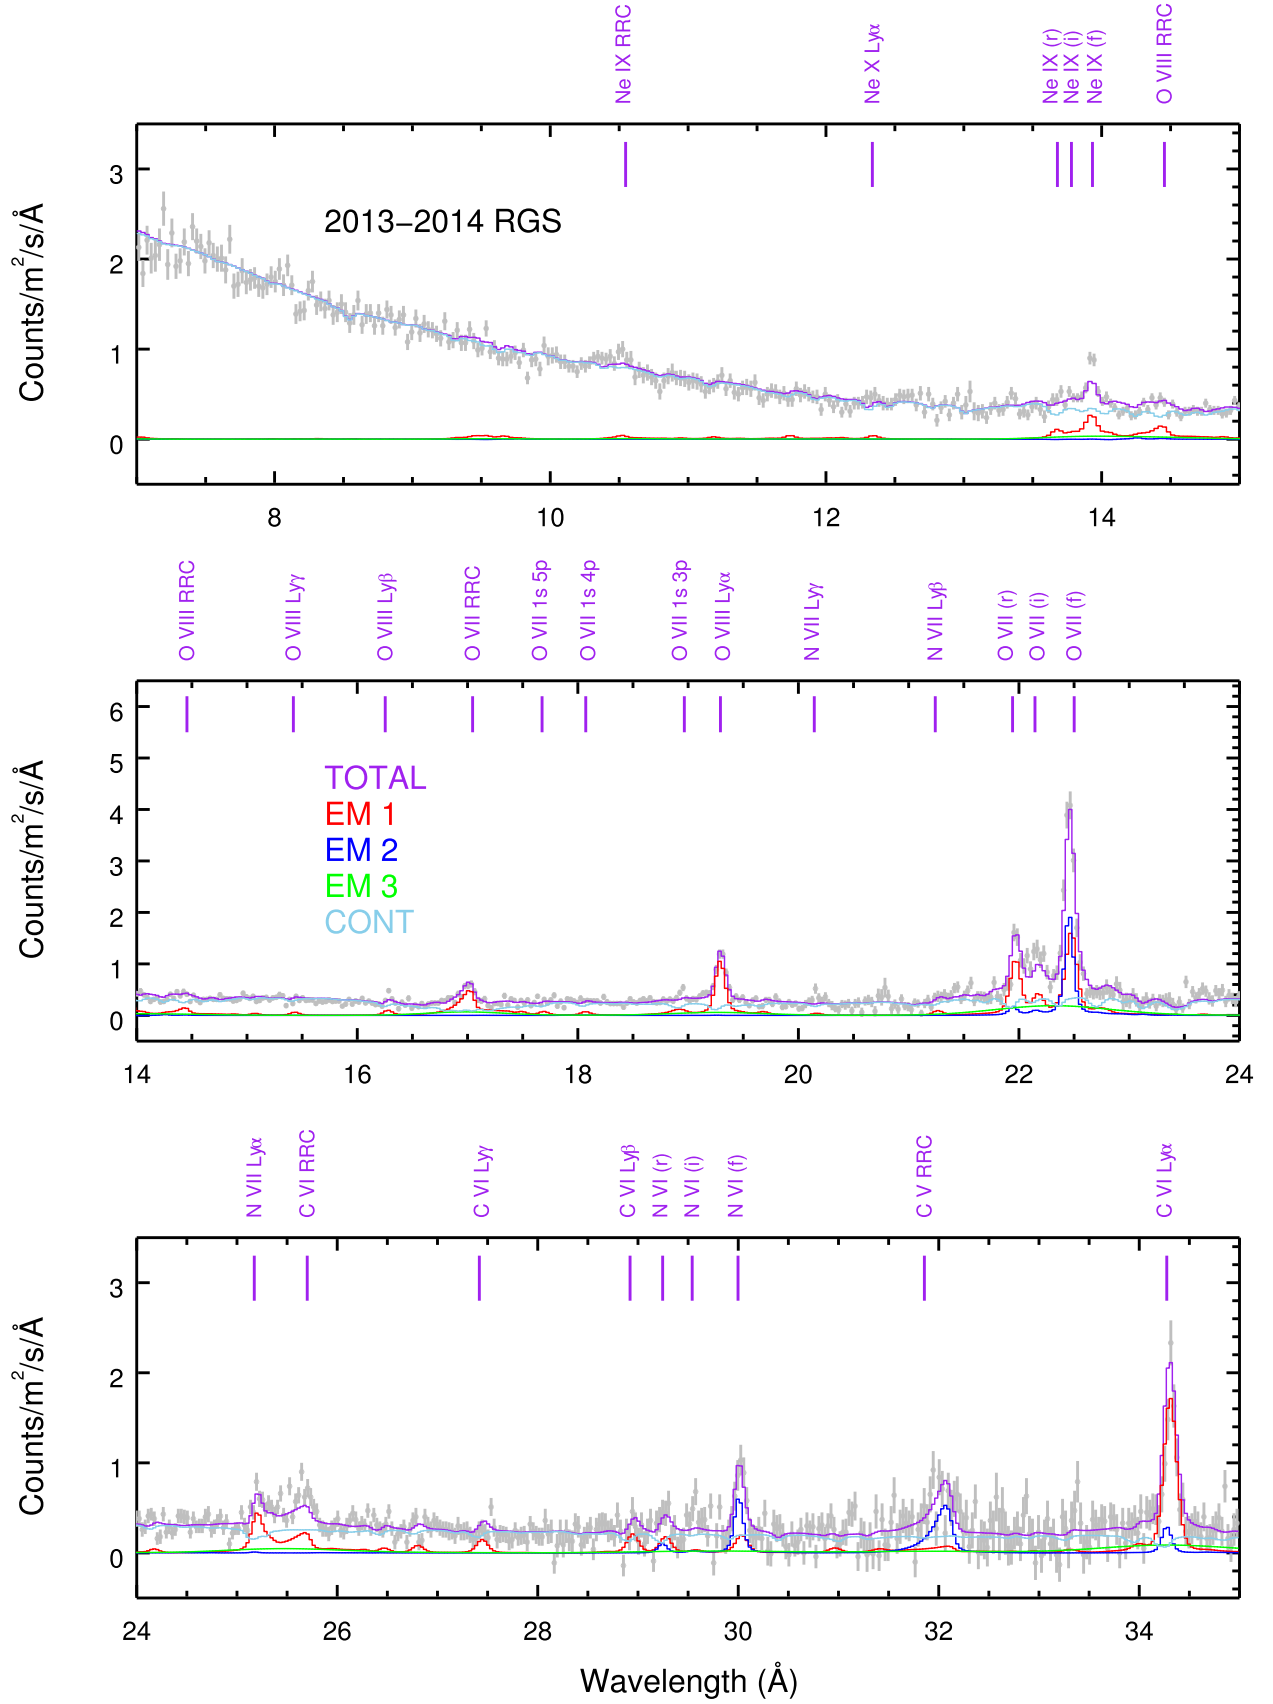 Ne IX RRC
Ne X Lyα
Ne IX (r)
Ne IX (i)
Ne IX (f)
O VIII RRC
Counts/m²/s/Å
3
2
1
0
2013−2014 RGS
8
10
12
14
O VIII RRC
O VIII Lyγ
O VIII Lyβ
O VII RRC
O VII 1s 5p
O VII 1s 4p
O VII 1s 3p
O VIII Lyα
N VII Lyγ
N VII Lyβ
O VII (r)
O VII (i)
O VII (f)
Counts/m²/s/Å
6
5
4
3
2
1
0
TOTAL
EM 1
EM 2
EM 3
CONT
14
16
18
20
22
24
N VII Lyα
C VI RRC
C VI Lyγ
C VI Lyβ
N VI (r)
N VI (i)
N VI (f)
C V RRC
C VI Lyα
Counts/m²/s/Å
3
2
1
0
24
26
28
30
32
34
Wavelength (Å)